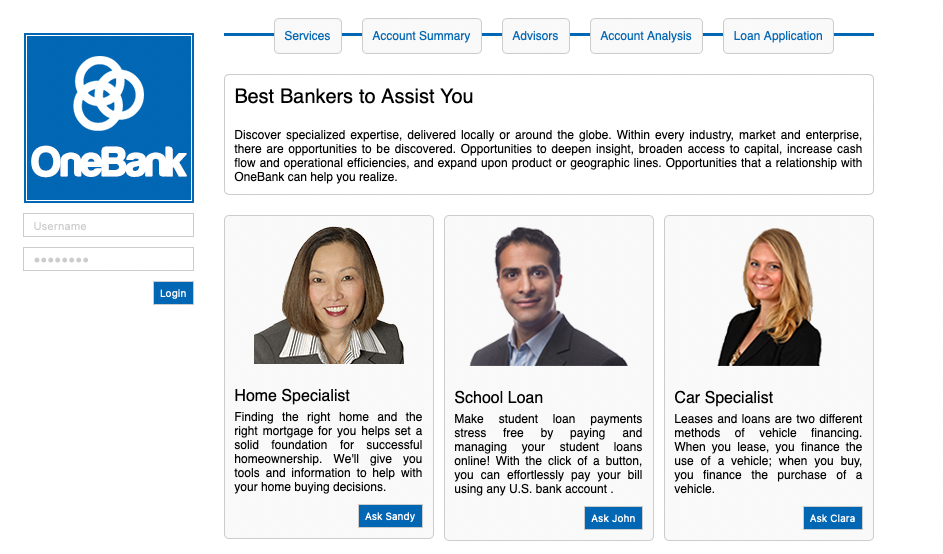 Services
Account Summary
Advisors
Account Analysis
Loan Application
OneBank
Username
Login
Best Bankers to Assist You
Discover specialized expertise, delivered locally or around the globe. Within every industry, market and enterprise,
there are opportunities to be discovered. Opportunities to deepen insight, broaden access to capital, increase cash
flow and operational efficiencies, and expand upon product or geographic lines. Opportunities that a relationship with
OneBank can help you realize.
Home Specialist
Finding the right home and the
right mortgage for you helps set a
solid foundation for successful
homeownership. We'll give you
tools and information to help with
your home buying decisions.
Ask Sandy
School Loan
Make student loan payments
stress free by paying and
managing your student loans
online! With the click of a button,
you can effortlessly pay your bill
using any U.S. bank account .
Ask John
Car Specialist
Leases and loans are two different
methods of vehicle financing.
When you lease, you finance the
use of a vehicle; when you buy,
you finance the purchase of a
vehicle.
Ask Clara